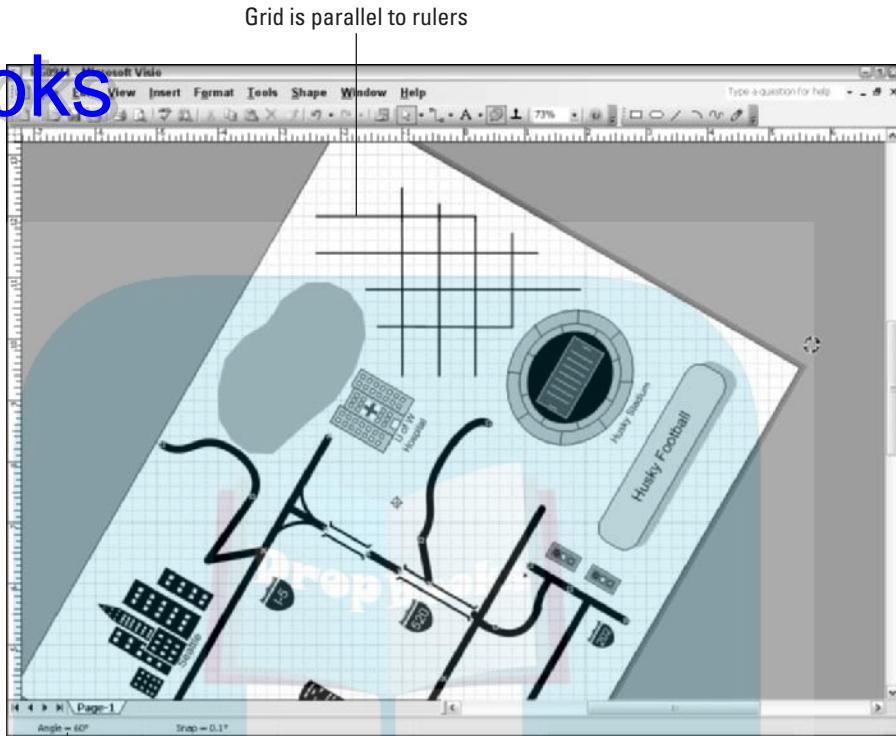 Grid is parallel to rulers
oks
Microsoft Visio
View Insert Format Tools Shape Window Help
Type a question for help
73%
U of W
Hospital
Husky Stadium
Husky Football
I-5
520
Seattle
Page-1
Angle = 60° Snap = 0.1°